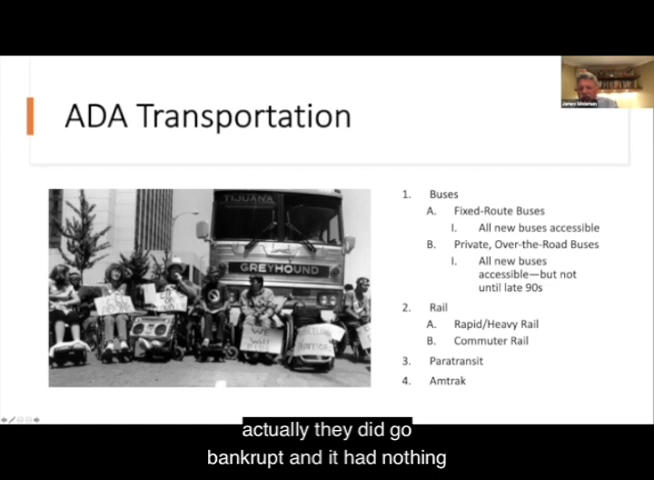 ADA Transportation
TIJUANA
GREYHOUND
WE
1. Buses
A. Fixed-Route Buses
I. All new buses accessible
B. Private, Over-the-Road Buses
I. All new buses
accessible—but not
until late 90s
2. Rail
A. Rapid/Heavy Rail
B. Commuter Rail
3. Paratransit
4. Amtrak
actually they did go
bankrupt and it had nothing